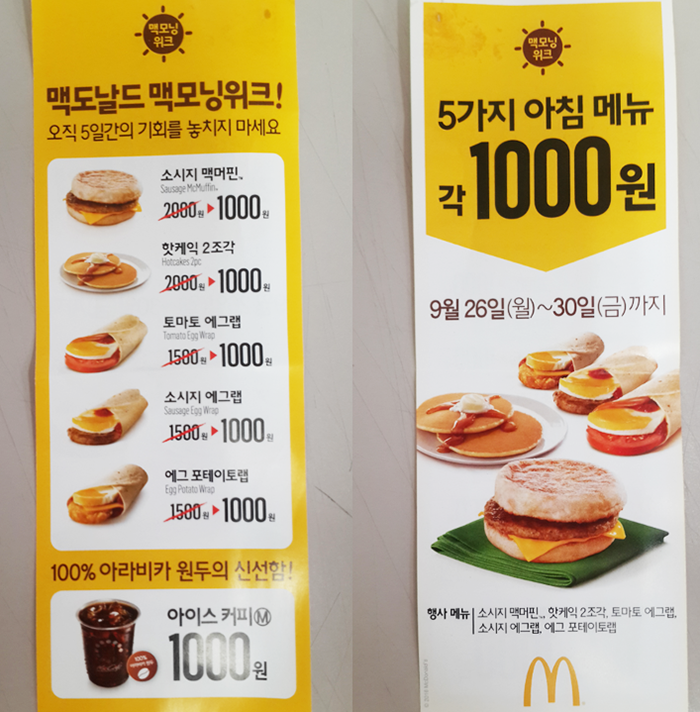 맥모닝
위크
맥도날드 맥모닝위크!
오직 5일간의 기회를 놓치지 마세요
소시지 맥머핀™
Sausage McMuffin™
2000원 ▶ 1000원
핫케익 2조각
Hotcakes 2pc
2000원 ▶ 1000원
토마토 에그랩
Tomato Egg Wrap
1500원 ▶ 1000원
소시지 에그랩
Sausage Egg Wrap
1500원 ▶ 1000원
에그 포테이토랩
Egg Potato Wrap
1500원 ▶ 1000원
100% 아라비카 원두의 신선함!
아이스 커피Ⓜ
1000원
맥모닝
위크
5가지 아침 메뉴
각 1000원
9월 26일(월)~30일(금)까지
행사 메뉴 | 소시지 맥머핀™, 핫케익 2조각, 토마토 에그랩,
소시지 에그랩, 에그 포테이토랩